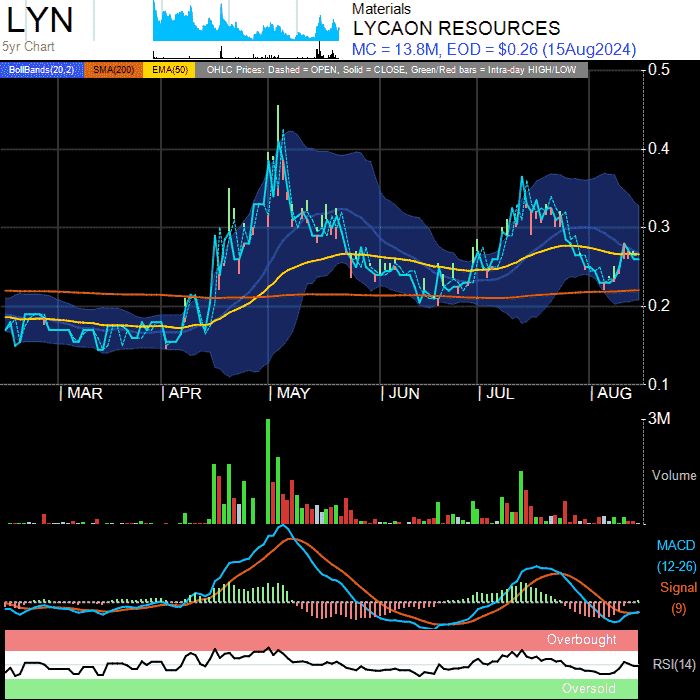 LYN
5yr Chart
Materials
LYCAON RESOURCES
MC = 13.8M, EOD = $0.26 (15Aug2024)
BollBands(20,2) SMA(200) EMA(50) OHLC Prices: Dashed = OPEN, Solid = CLOSE, Green/Red bars = Intra-day HIGH/LOW
0.5
0.4
0.3
0.2
0.1
MAR APR MAY JUN JUL AUG
3M
Volume
MACD
(12-26)
Signal
(9)
Overbought
RSI(14)
Oversold